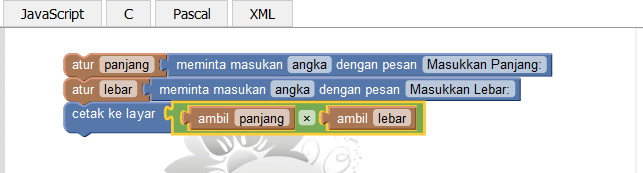 JavaScript C Pascal XML
atur panjang meminta masukan angka dengan pesan Masukkan Panjang:
atur lebar meminta masukan angka dengan pesan Masukkan Lebar:
cetak ke layar ambil panjang × ambil lebar